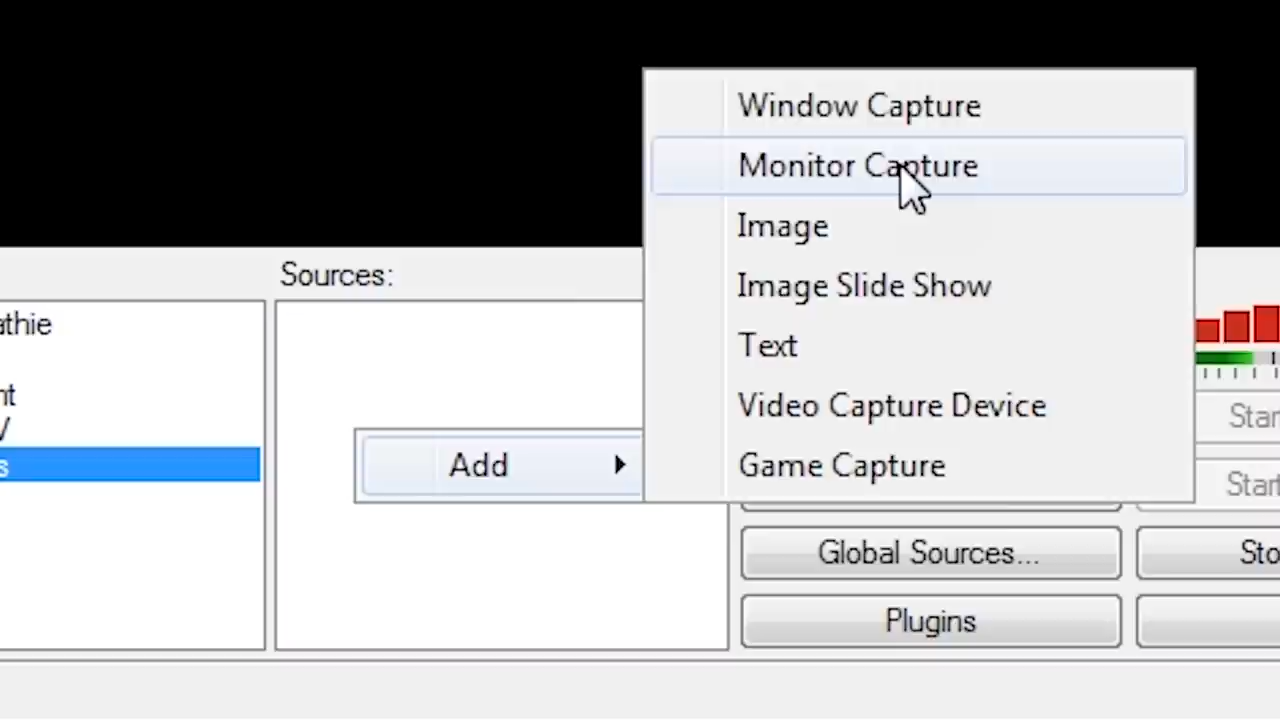 Window Capture
Monitor Capture
Image
Image Slide Show
Text
Video Capture Device
Game Capture
Sources:
Add
Global Sources...
Plugins